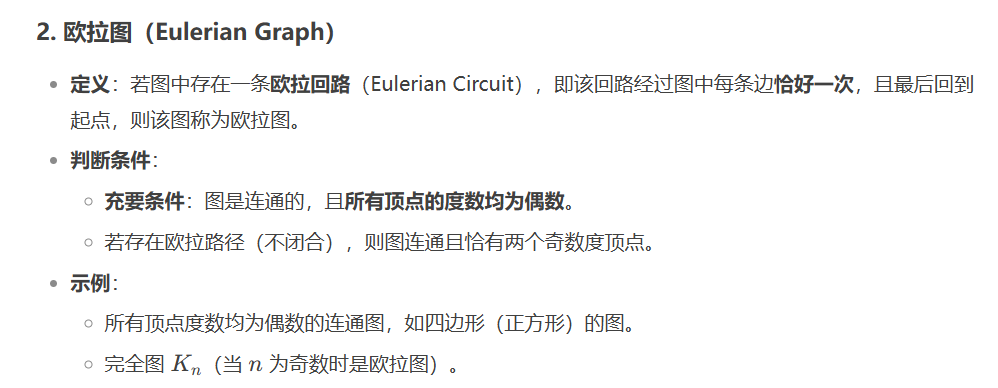 2. 欧拉图（Eulerian Graph）
定义：若图中存在一条欧拉回路（Eulerian Circuit），即该回路经过图中每条边恰好一次，且最后回到
起点，则该图称为欧拉图。
判断条件：
充要条件：图是连通的，且所有顶点的度数均为偶数。
若存在欧拉路径（不闭合），则图连通且恰有两个奇数度顶点。
示例：
所有顶点度数均为偶数的连通图，如四边形（正方形）的图。
完全图 Kₙ（当 n 为奇数时是欧拉图）。